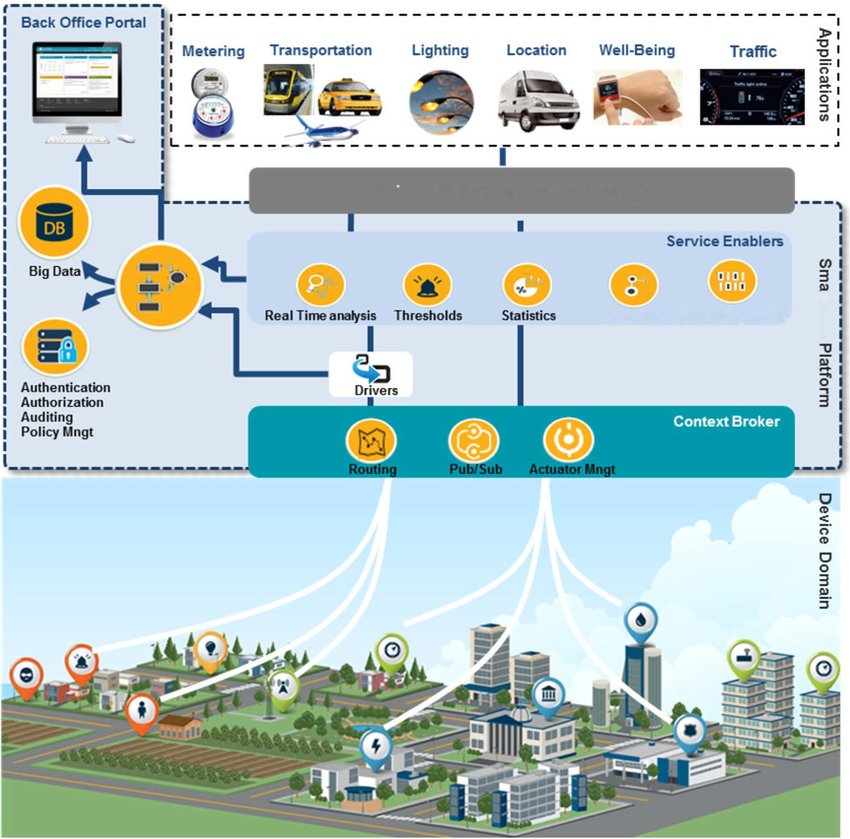 Back Office Portal
Metering
Transportation
Lighting
Location
Well-Being
Traffic
Applications
DB
Big Data
Service Enablers
Real Time analysis
Thresholds
Statistics
Sma
Platform
Authentication
Authorization
Auditing
Policy Mngt
Drivers
Context Broker
Routing
Pub/Sub
Actuator Mngt
Device Domain